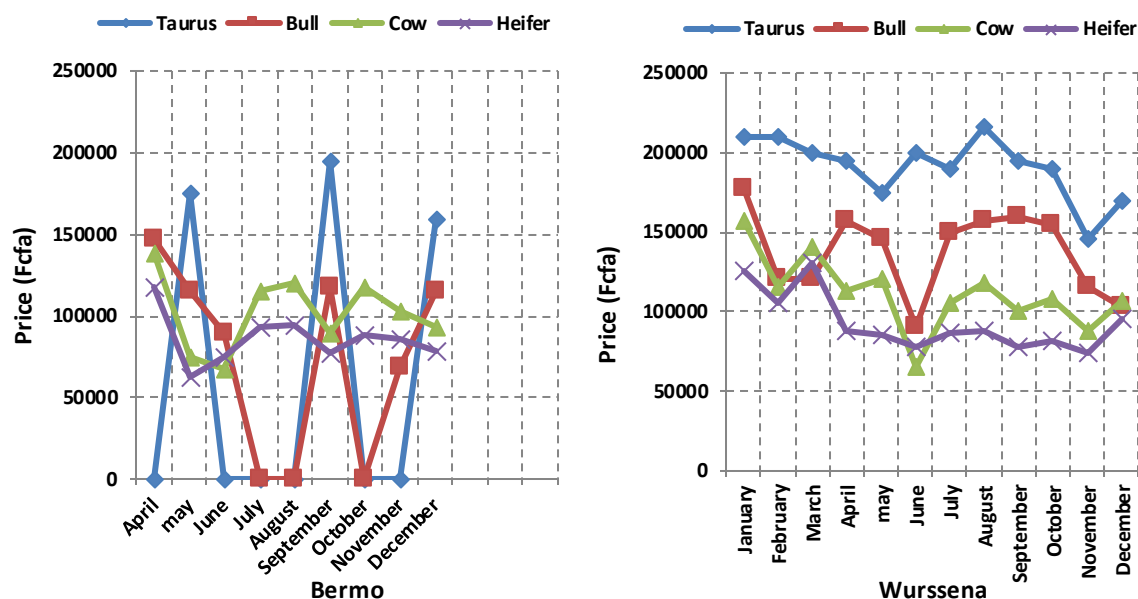 Taurus Bull Cow Heifer
250000
200000
150000
100000
50000
0
Price (Fcfa)
April
may
June
July
August
September
October
November
December
Bermo
Taurus Bull Cow Heifer
250000
200000
150000
100000
50000
0
Price (Fcfa)
January
February
March
April
may
June
July
August
September
October
November
December
Wurssena